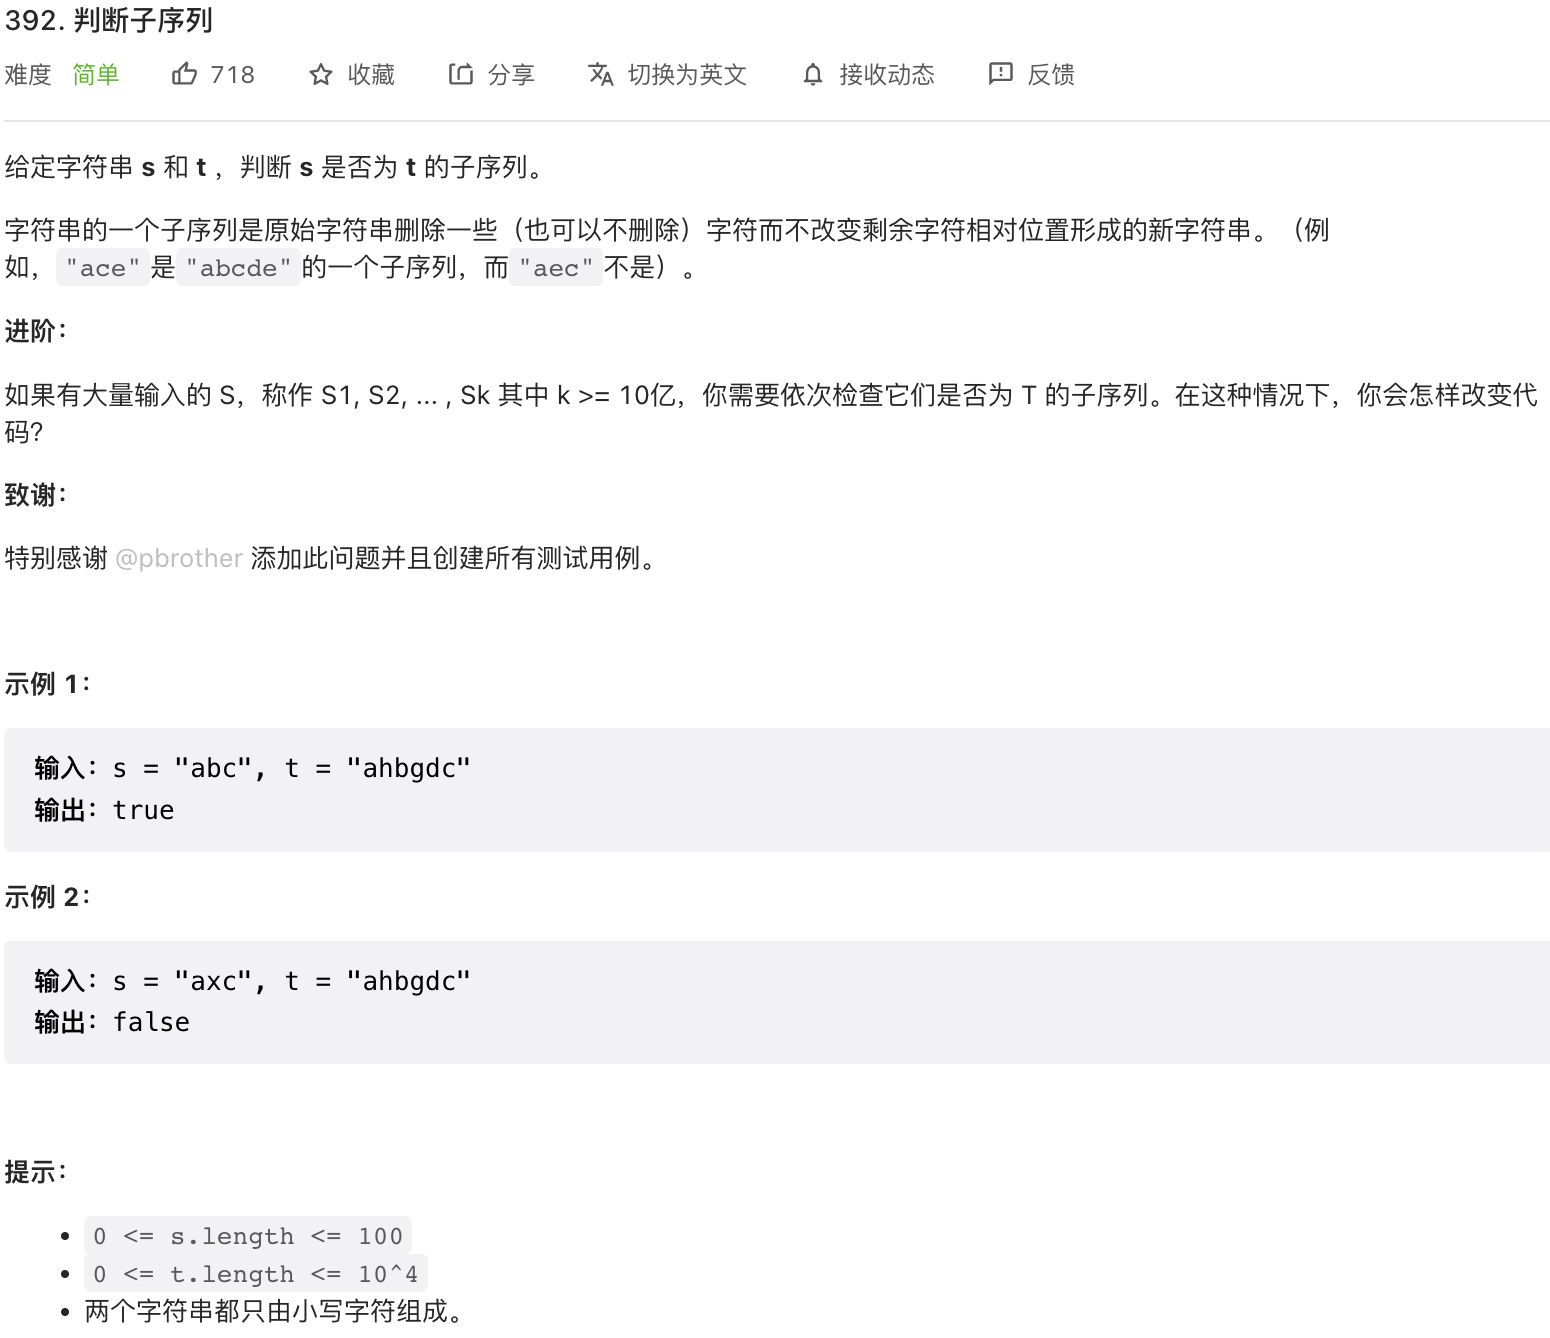 392. 判断子序列
难度 简单 718 收藏 分享 切换为英文 接收动态 反馈
给定字符串 s 和 t ，判断 s 是否为 t 的子序列。
字符串的一个子序列是原始字符串删除一些（也可以不删除）字符而不改变剩余字符相对位置形成的新字符串。（例
如，"ace"是"abcde"的一个子序列，而"aec"不是）。
进阶：
如果有大量输入的 S，称作 S1, S2, ... , Sk 其中 k >= 10亿，你需要依次检查它们是否为 T 的子序列。在这种情况下，你会怎样改变代
码？
致谢：
特别感谢 @pbrother 添加此问题并且创建所有测试用例。
示例 1：
输入：s = "abc", t = "ahbgdc"
输出：true
示例 2：
输入：s = "axc", t = "ahbgdc"
输出：false
提示：
• 0 <= s.length <= 100
• 0 <= t.length <= 10^4
• 两个字符串都只由小写字符组成。